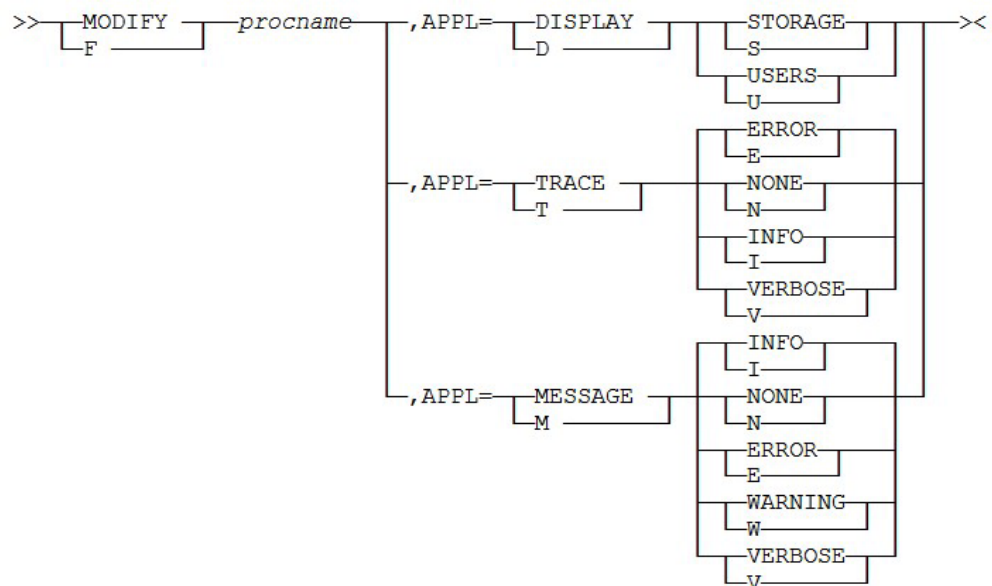 >>──MODIFY──procname──,APPL=──DISPLAY──STORAGE──><
F D S
USERS
U
ERROR
E
,APPL=──TRACE──NONE
T N
INFO
I
VERBOSE
V
INFO
I
,APPL=──MESSAGE──NONE
M N
ERROR
E
WARNING
W
VERBOSE
V